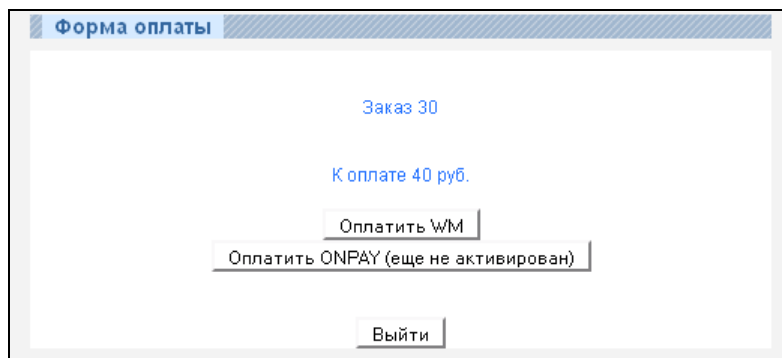 Форма оплаты
Заказ 30
К оплате 40 руб.
Оплатить WM
Оплатить ONPAY (еще не активирован)
Выйти